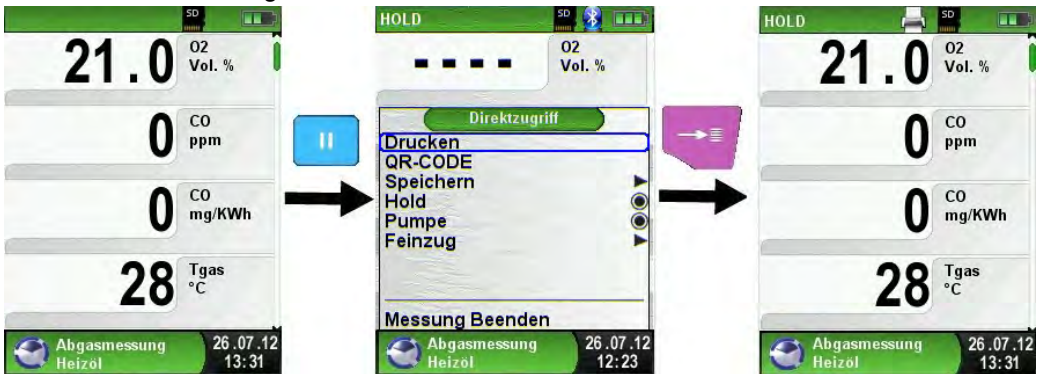 SD
21.0 O2
Vol. %
0 CO
ppm
0 CO
mg/KWh
28 Tgas
°C
Abgasmessung 26.07.12
Heizöl 13:31
HOLD SD
---- O2
Vol. %
Direktzugriff
Drucken
QR-CODE
Speichern
Hold
Pumpe
Feinzug
Messung Beenden
Abgasmessung 26.07.12
Heizöl 12:23
HOLD SD
21.0 O2
Vol. %
0 CO
ppm
0 CO
mg/KWh
28 Tgas
°C
Abgasmessung 26.07.12
Heizöl 13:31